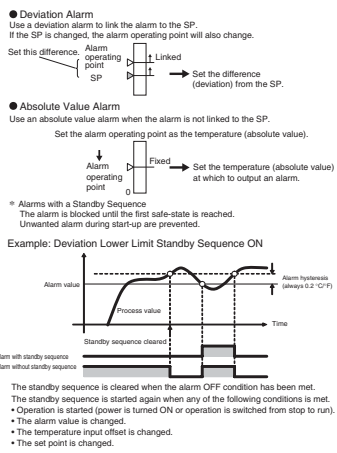 ● Deviation Alarm
Use a deviation alarm to link the alarm to the SP.
If the SP is changed, the alarm operating point will also change.
Set this difference.
Alarm
operating
point
SP
Linked
Set the difference
(deviation) from the SP.
● Absolute Value Alarm
Use an absolute value alarm when the alarm is not linked to the SP.
Set the alarm operating point as the temperature (absolute value).
Alarm
operating
point
0
Fixed
Set the temperature (absolute value)
at which to output an alarm.
* Alarms with a Standby Sequence
The alarm is blocked until the first safe-state is reached.
Unwanted alarm during start-up are prevented.
Example: Deviation Lower Limit Standby Sequence ON
Alarm value
Alarm hysteresis
(always 0.2 °C/°F)
Process value
Time
Standby sequence cleared
larm with standby sequence
larm without standby sequence
The standby sequence is cleared when the alarm OFF condition has been met.
The standby sequence is started again when any of the following conditions is met.
• Operation is started (power is turned ON or operation is switched from stop to run).
• The alarm value is changed.
• The temperature input offset is changed.
• The set point is changed.